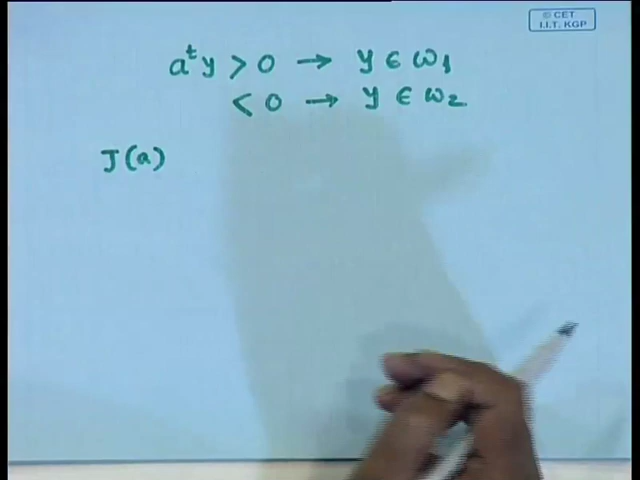 © CET
I.I.T. KGP
aᵗy > 0 → y ∈ ω₁
< 0 → y ∈ ω₂
J(a)